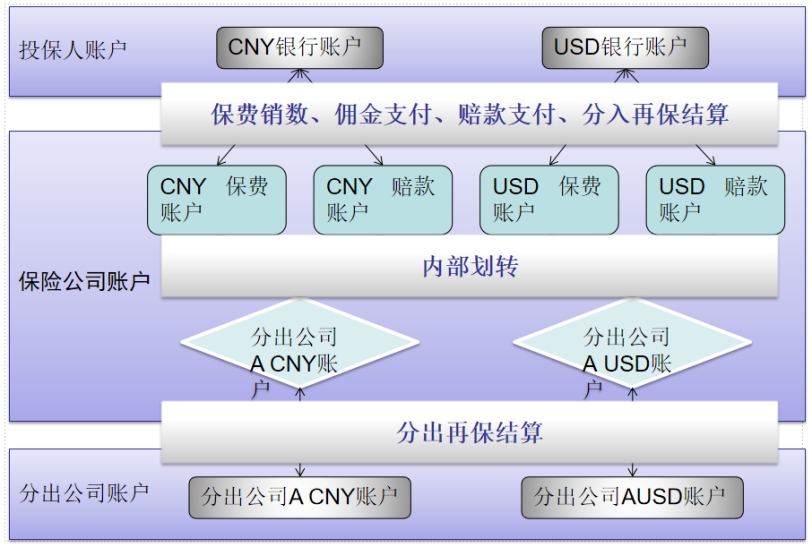 投保人账户
CNY银行账户
USD银行账户
保费销数、佣金支付、赔款支付、分入再保结算
CNY 保费
账户
CNY 赔款
账户
USD 保费
账户
USD 赔款
账户
保险公司账户
内部划转
分出公司
A CNY账
户
分出公司
A USD账
户
分出再保结算
分出公司账户
分出公司A CNY账户
分出公司AUSD账户